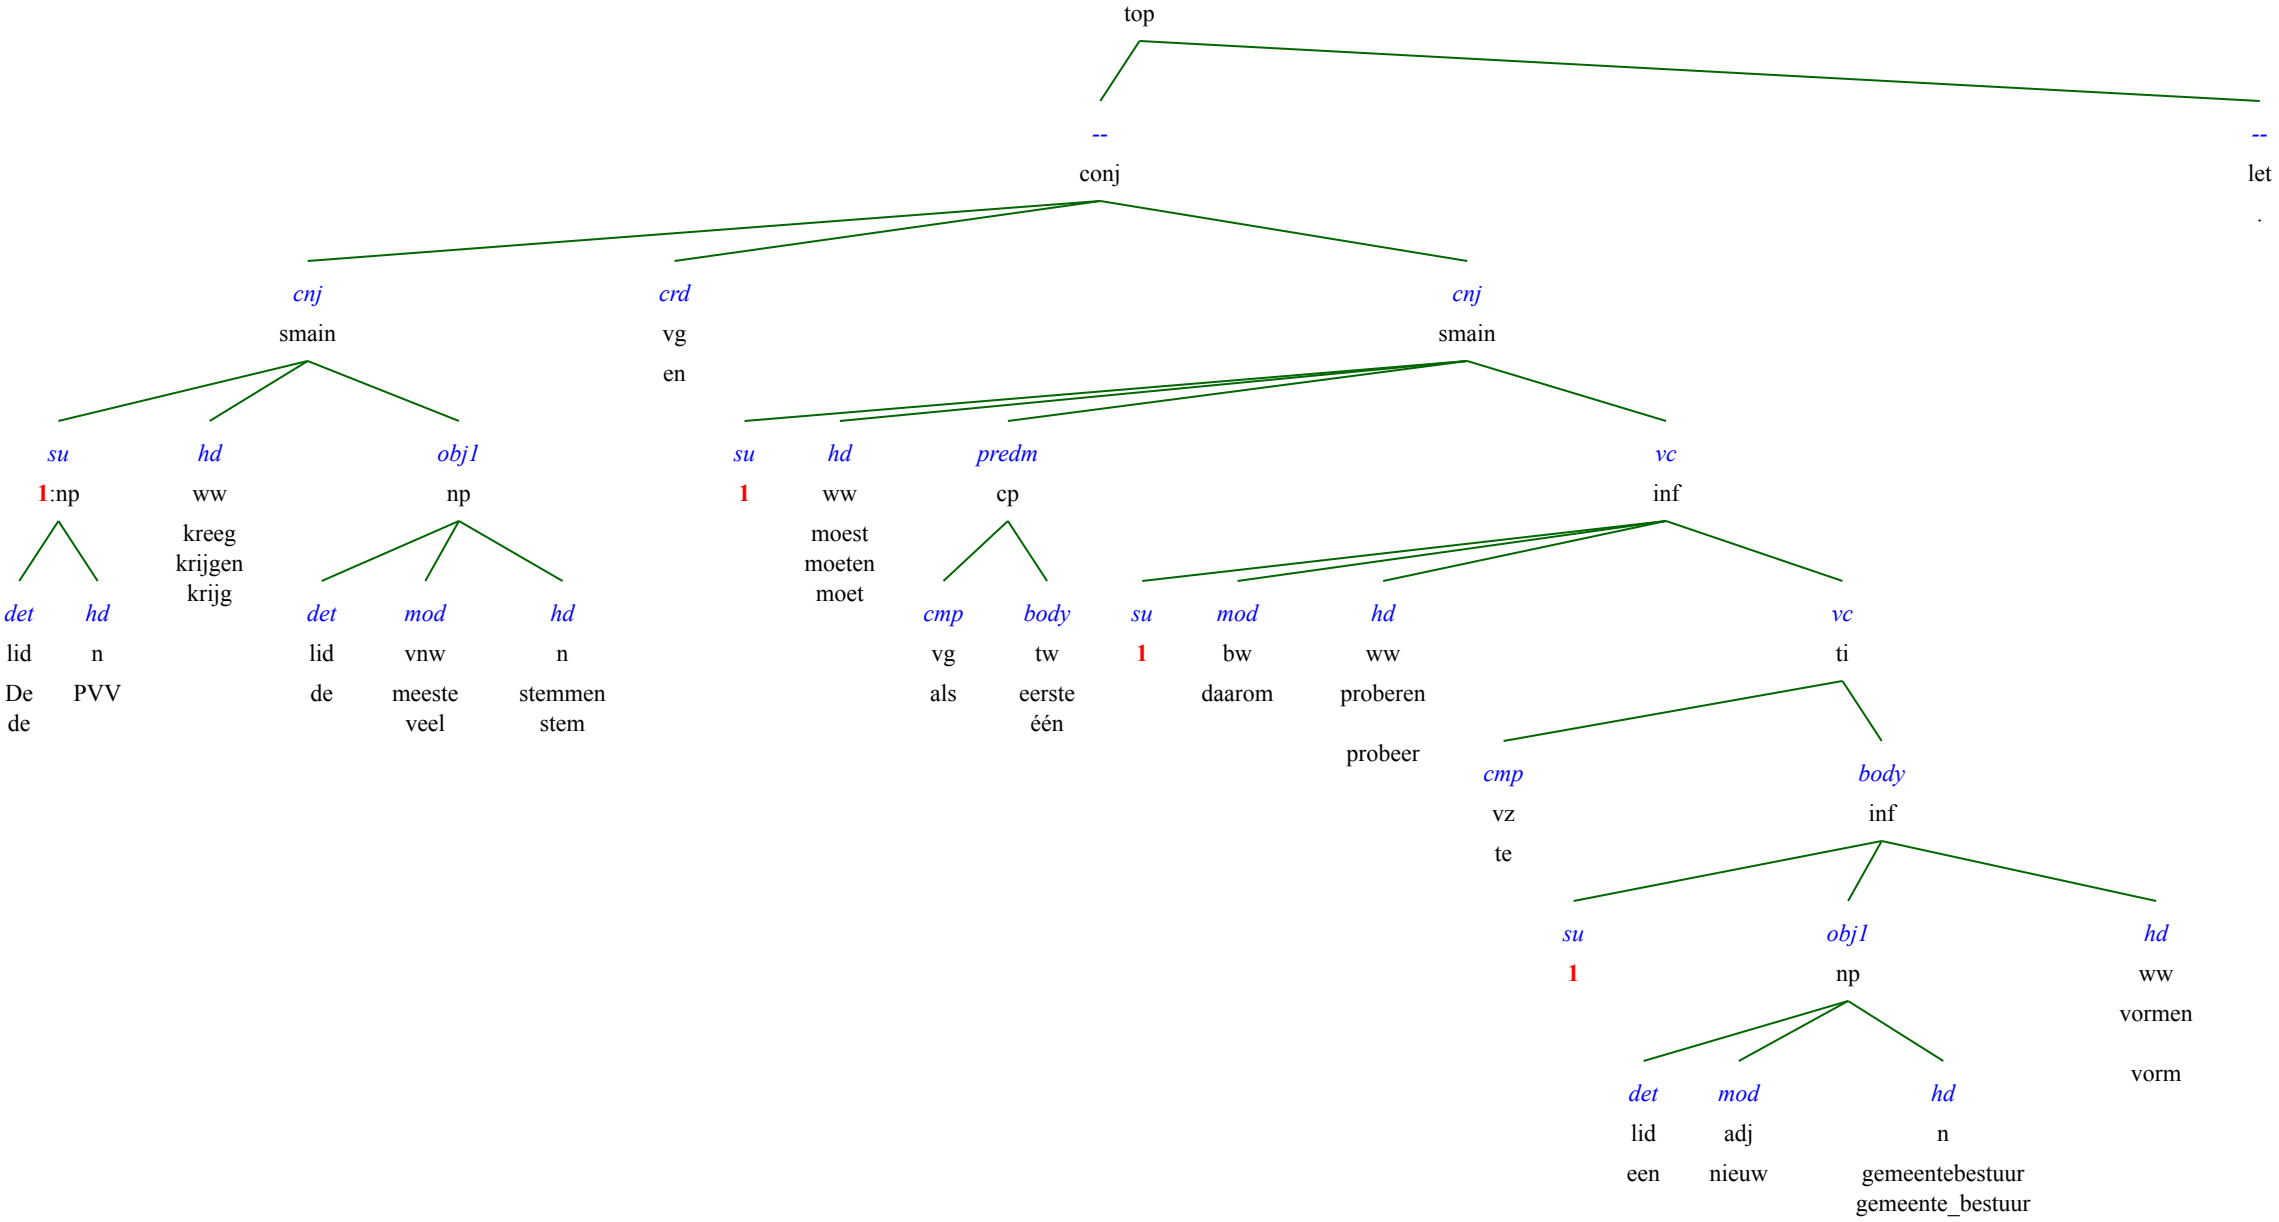 top
-- --
conj let
.
cnj crd cnj
smain vg smain
en
su hd obj1 su hd predm vc
1:np ww np 1 ww cp inf
kreeg moest
krijgen moeten
krijg moet
det hd det mod hd cmp body su mod hd vc
lid n lid vnw n vg tw 1 bw ww ti
De PVV de meeste stemmen als eerste daarom proberen
de veel stem één
probeer
cmp body
vz inf
te
su obj1 hd
1 np ww
vormen
vorm
det mod hd
lid adj n
een nieuw gemeentebestuur
gemeente_bestuur